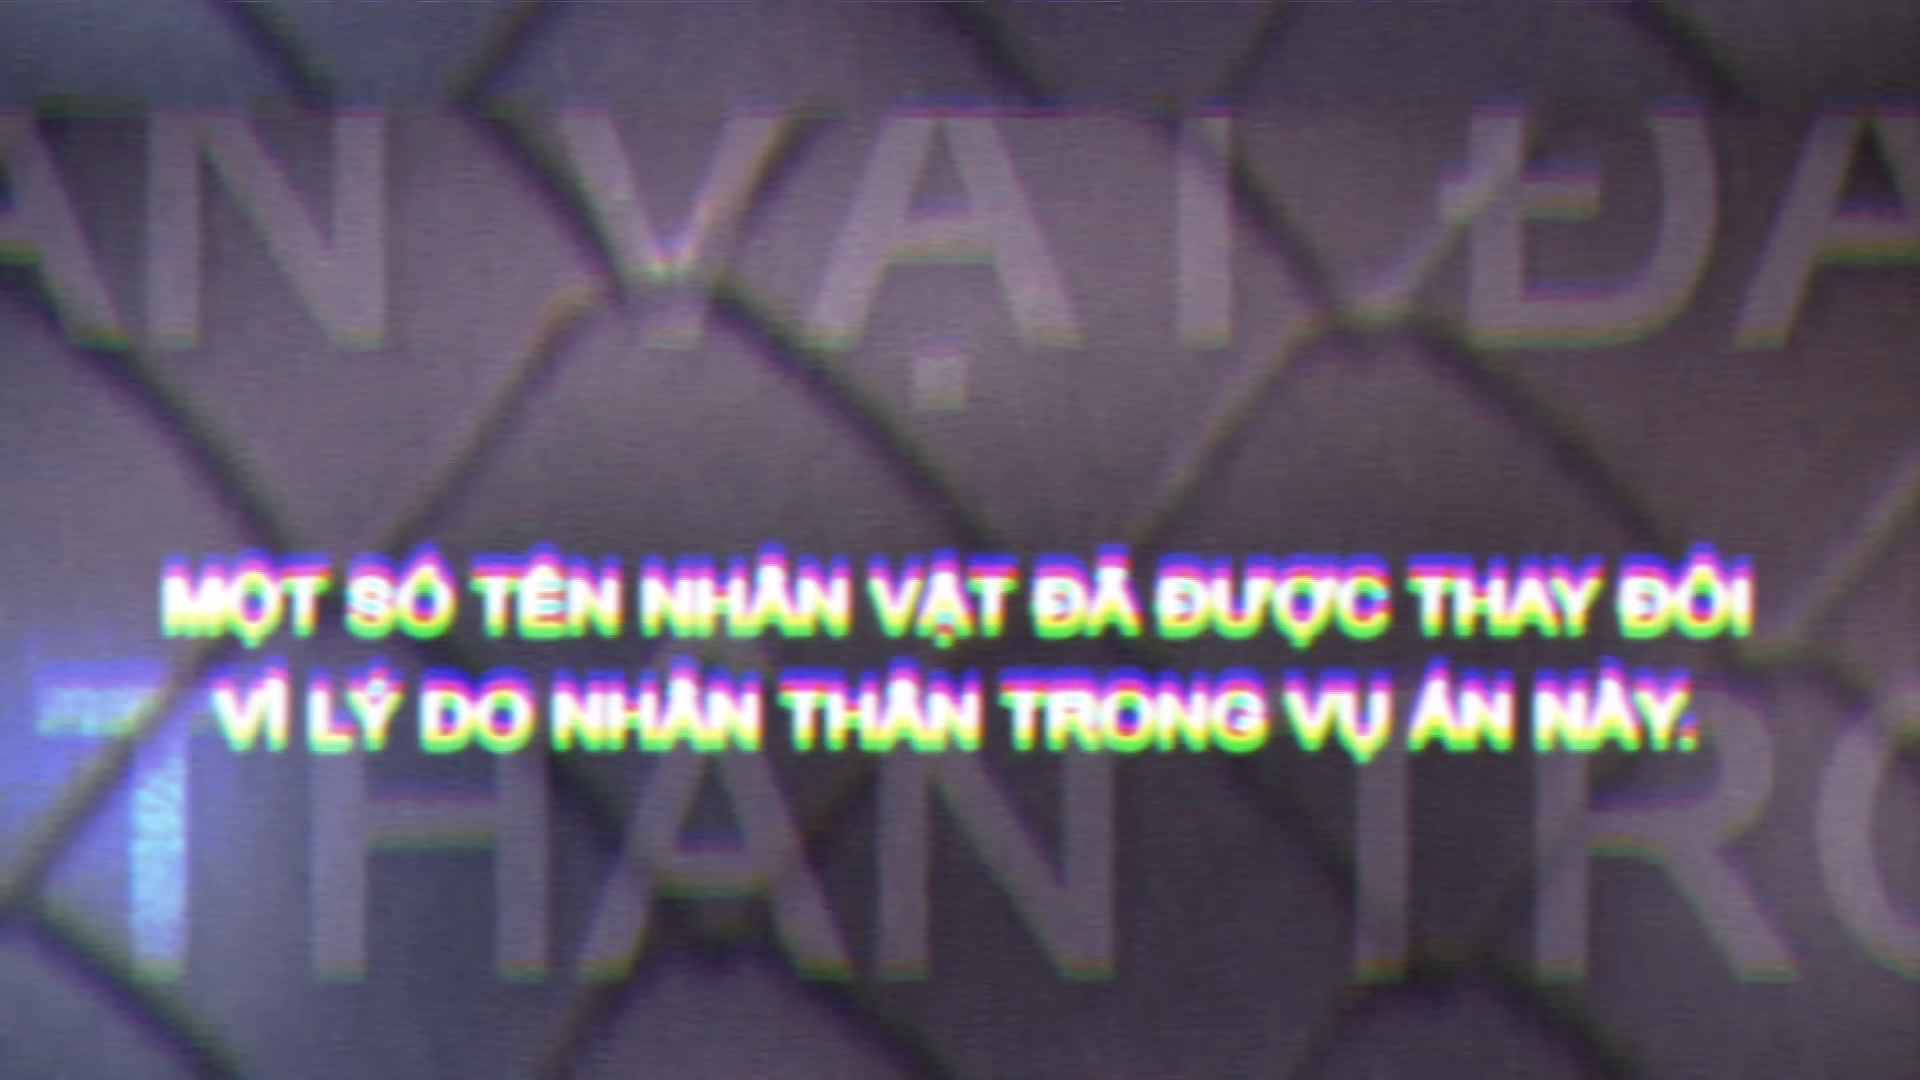 MỘT SỐ TÊN NHÂN VẬT ĐÃ ĐƯỢC THAY ĐỔI
VÌ LÝ DO NHÂN THÂN TRONG VỤ ÁN NÀY.